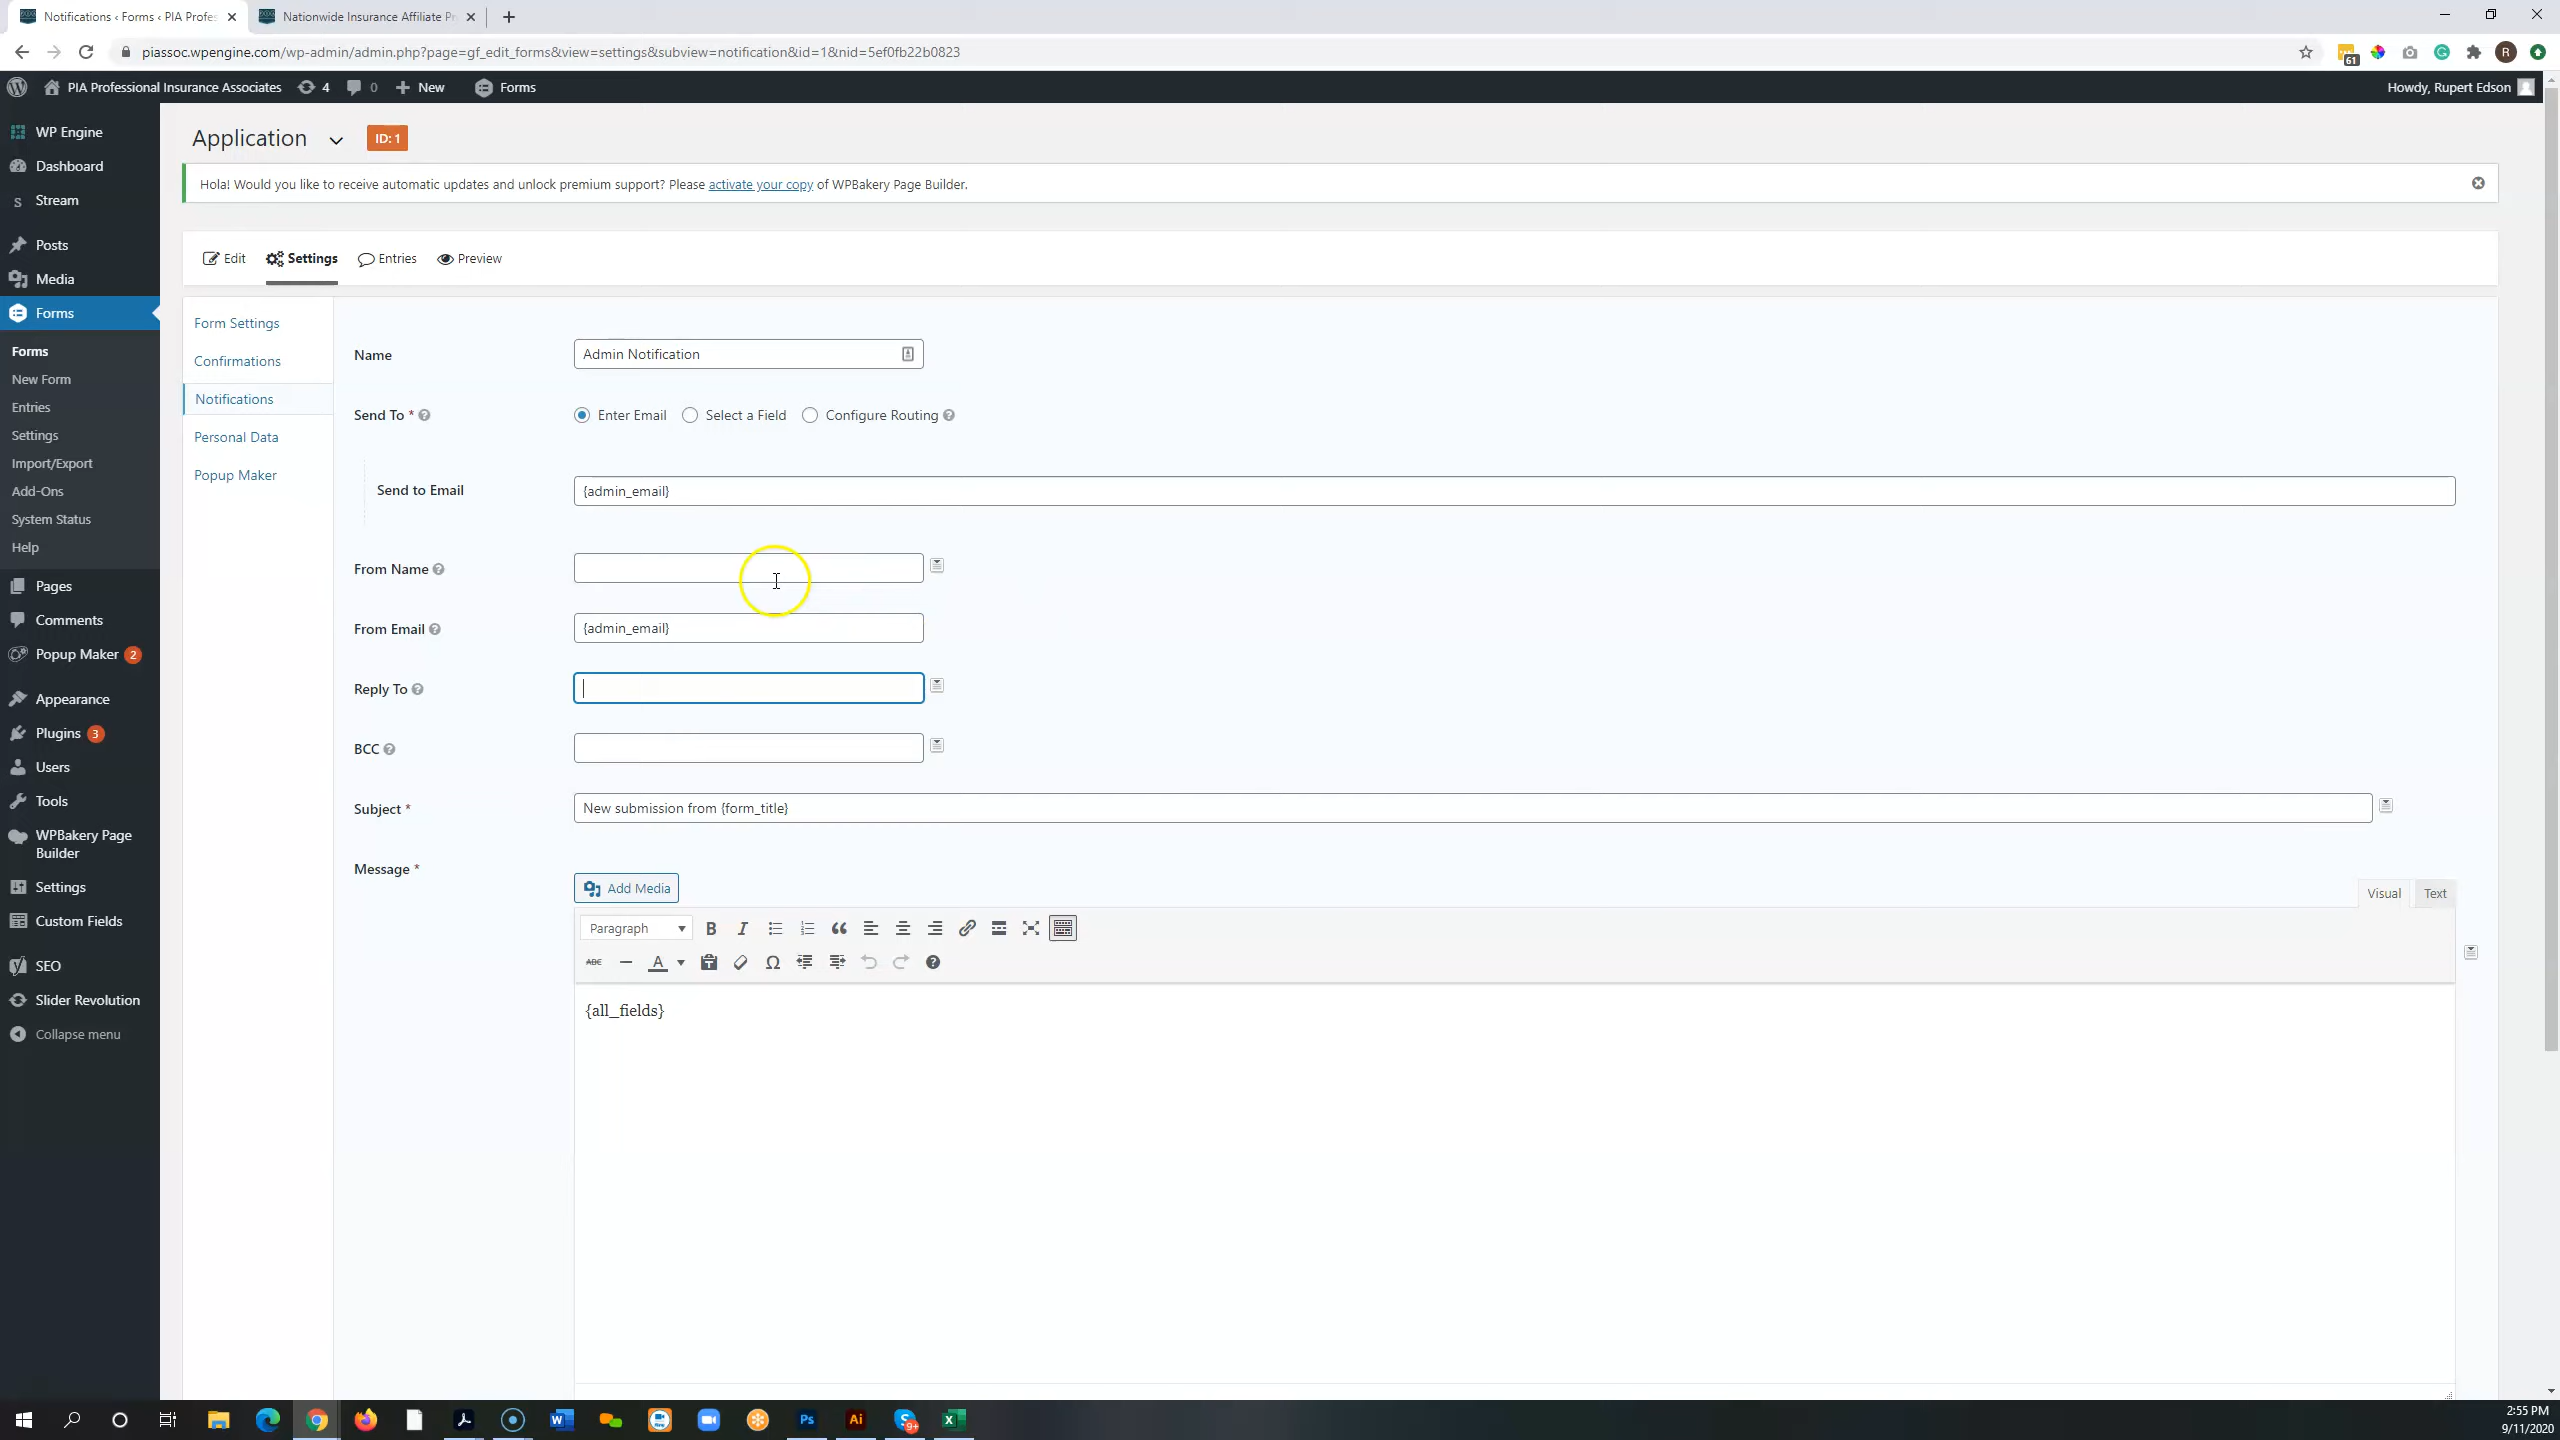 Notifications ‹ Forms ‹ PIA Profes
Nationwide Insurance Affiliate Pr
piassoc.wpengine.com/wp-admin/admin.php?page=gf_edit_forms&view=settings&subview=notification&id=1&nid=5ef0fb22b0823
61
R
PIA Professional Insurance Associates
4
0
New
Forms
Howdy, Rupert Edson
WP Engine
Dashboard
S Stream
Posts
Media
Forms
Forms
New Form
Entries
Settings
Import/Export
Add-Ons
System Status
Help
Pages
Comments
Popup Maker 2
Appearance
Plugins 3
Users
Tools
WPBakery Page
Builder
Settings
Custom Fields
SEO
Slider Revolution
Collapse menu
Application
ID: 1
Hola! Would you like to receive automatic updates and unlock premium support? Please activate your copy of WPBakery Page Builder.
Edit
Settings
Entries
Preview
Form Settings
Confirmations
Notifications
Personal Data
Popup Maker
Name
Admin Notification
Send To *
Enter Email
Select a Field
Configure Routing
Send to Email
{admin_email}
From Name
From Email
{admin_email}
Reply To
BCC
Subject *
New submission from {form_title}
Message *
Add Media
Visual
Text
Paragraph
B
I
ABC
A
Ω
{all_fields}
W
Ps
Ai
S
9+
X
2:55 PM
9/11/2020